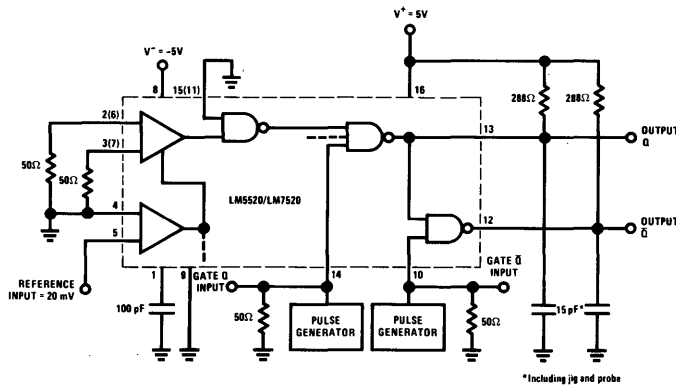 V+ = 5V
V- = -5V
8
15(11)
16
288Ω
288Ω
2(6)
3(7)
13
OUTPUT
Q
50Ω
50Ω
LM5520/LM7520
4
5
12
OUTPUT
Q̅
REFERENCE
INPUT = 20 mV
1
9
GATE Q
INPUT
14
10
GATE Q̅
INPUT
100 pF
50Ω
PULSE
GENERATOR
PULSE
GENERATOR
50Ω
15 pF*
*Including jig and probe